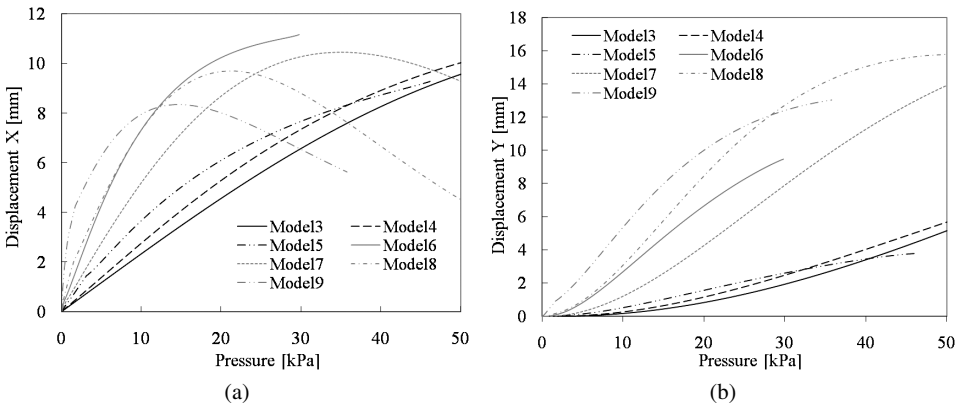 12
10
8
6
4
2
0
Displacement X [mm]
Model3 Model4
Model5 Model6
Model7 Model8
Model9
0 10 20 30 40 50
Pressure [kPa]
(a)
18
16
14
12
10
8
6
4
2
0
Displacement Y [mm]
Model3 Model4
Model5 Model6
Model7 Model8
Model9
0 10 20 30 40 50
Pressure [kPa]
(b)